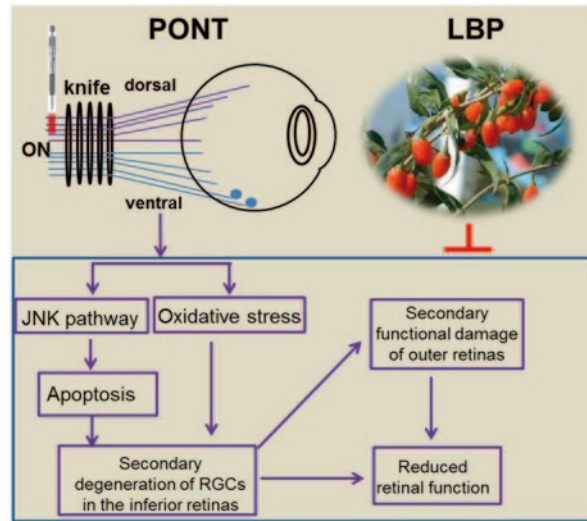 PONT
LBP
knife
dorsal
ON
ventral
JNK pathway
Oxidative stress
Secondary
functional damage
of outer retinas
Apoptosis
Secondary
degeneration of RGCs
in the inferior retinas
Reduced
retinal function